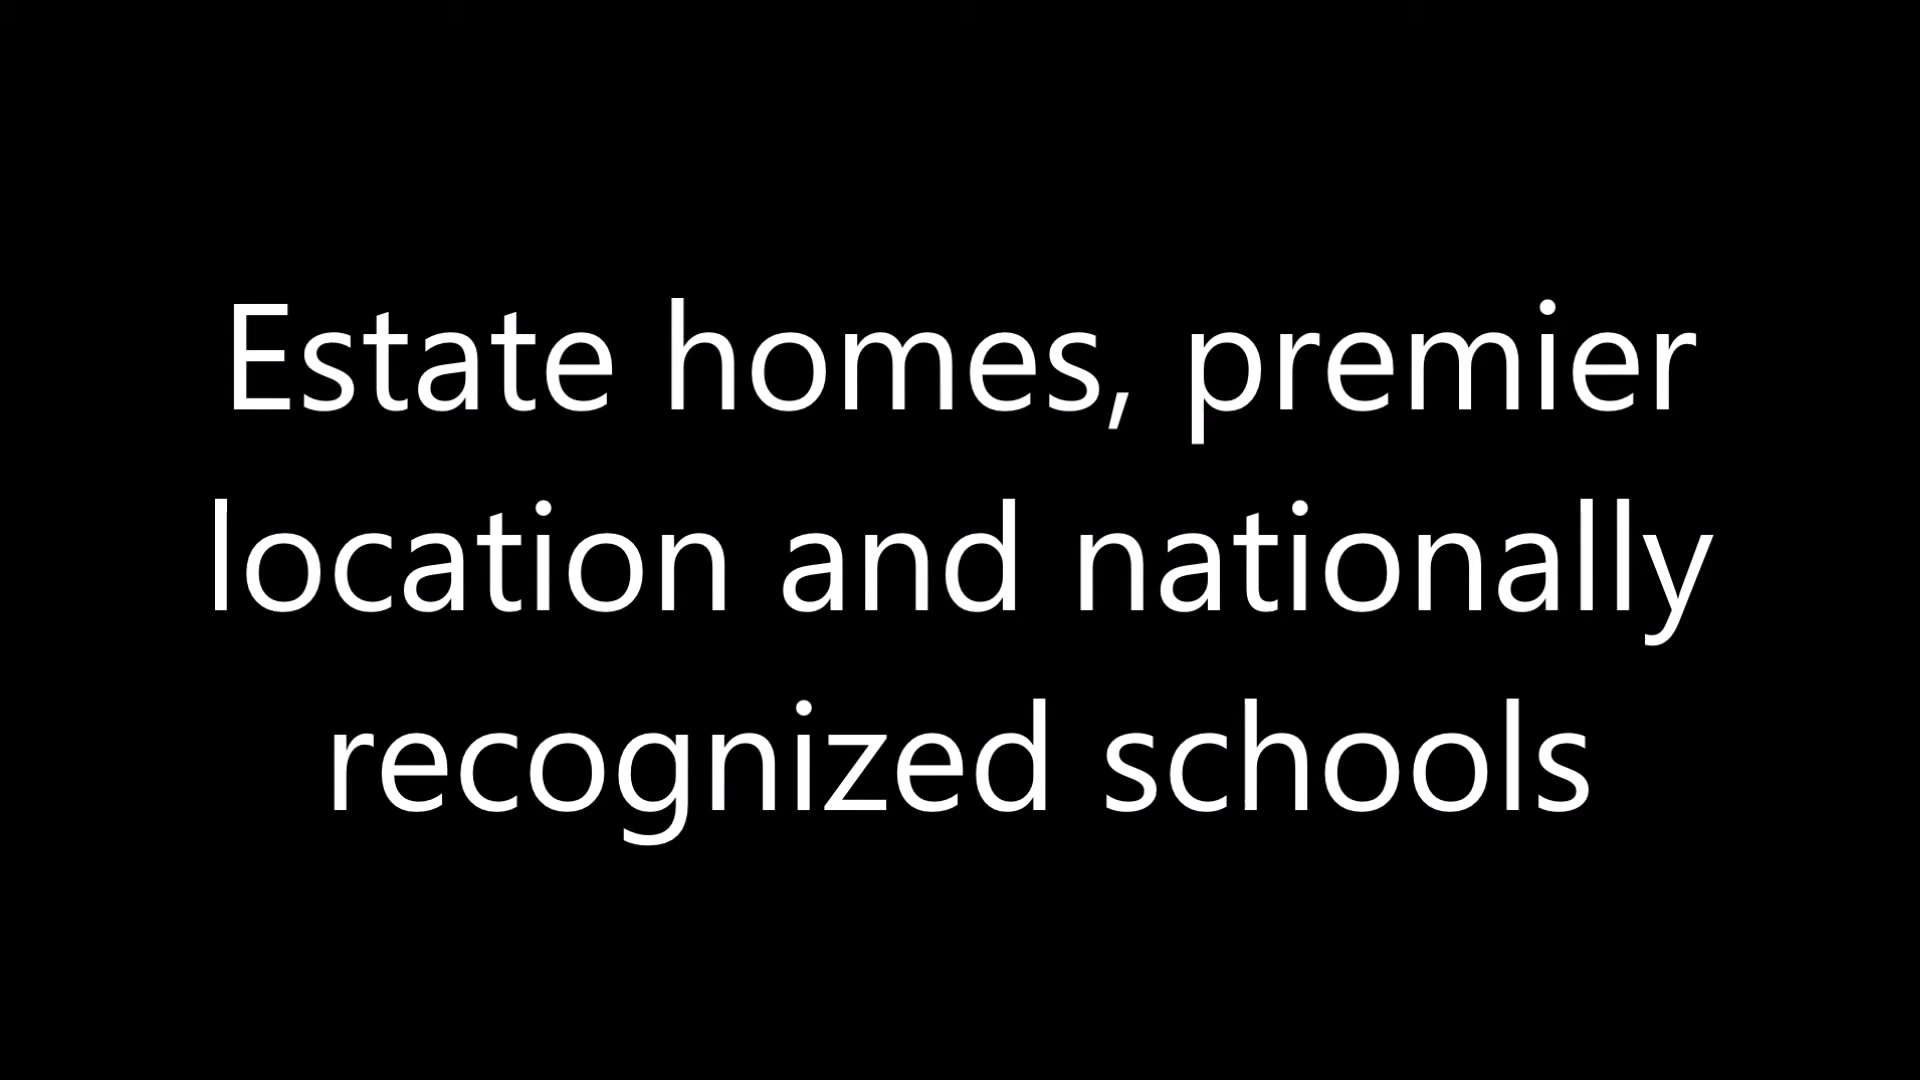 Estate homes, premier
location and nationally
recognized schools